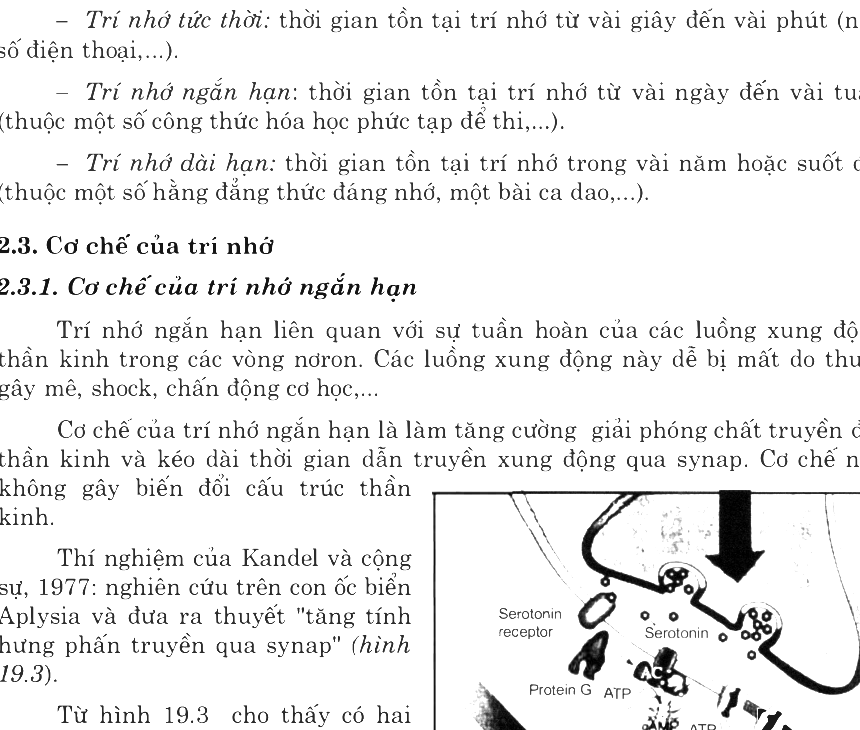 – Trí nhớ tức thời: thời gian tồn tại trí nhớ từ vài giây đến vài phút (n
số điện thoại,...).
– Trí nhớ ngắn hạn: thời gian tồn tại trí nhớ từ vài ngày đến vài tu
(thuộc một số công thức hóa học phức tạp để thi,...).
– Trí nhớ dài hạn: thời gian tồn tại trí nhớ trong vài năm hoặc suốt
(thuộc một số hằng đẳng thức đáng nhớ, một bài ca dao,...).
2.3. Cơ chế của trí nhớ
2.3.1. Cơ chế của trí nhớ ngắn hạn
Trí nhớ ngắn hạn liên quan với sự tuần hoàn của các luồng xung độ
thần kinh trong các vòng nơron. Các luồng xung động này dễ bị mất do thu
gây mê, shock, chấn động cơ học,...
Cơ chế của trí nhớ ngắn hạn là làm tăng cường giải phóng chất truyền
thần kinh và kéo dài thời gian dẫn truyền xung động qua synap. Cơ chế n
không gây biến đổi cấu trúc thần
kinh.
Thí nghiệm của Kandel và cộng
sự, 1977: nghiên cứu trên con ốc biển
Aplysia và đưa ra thuyết "tăng tính
hưng phấn truyền qua synap" (hình
19.3).
Từ hình 19.3 cho thấy có hai
Serotonin
receptor
Serotonin
Protein G
ATP
AC
AMP
ATP